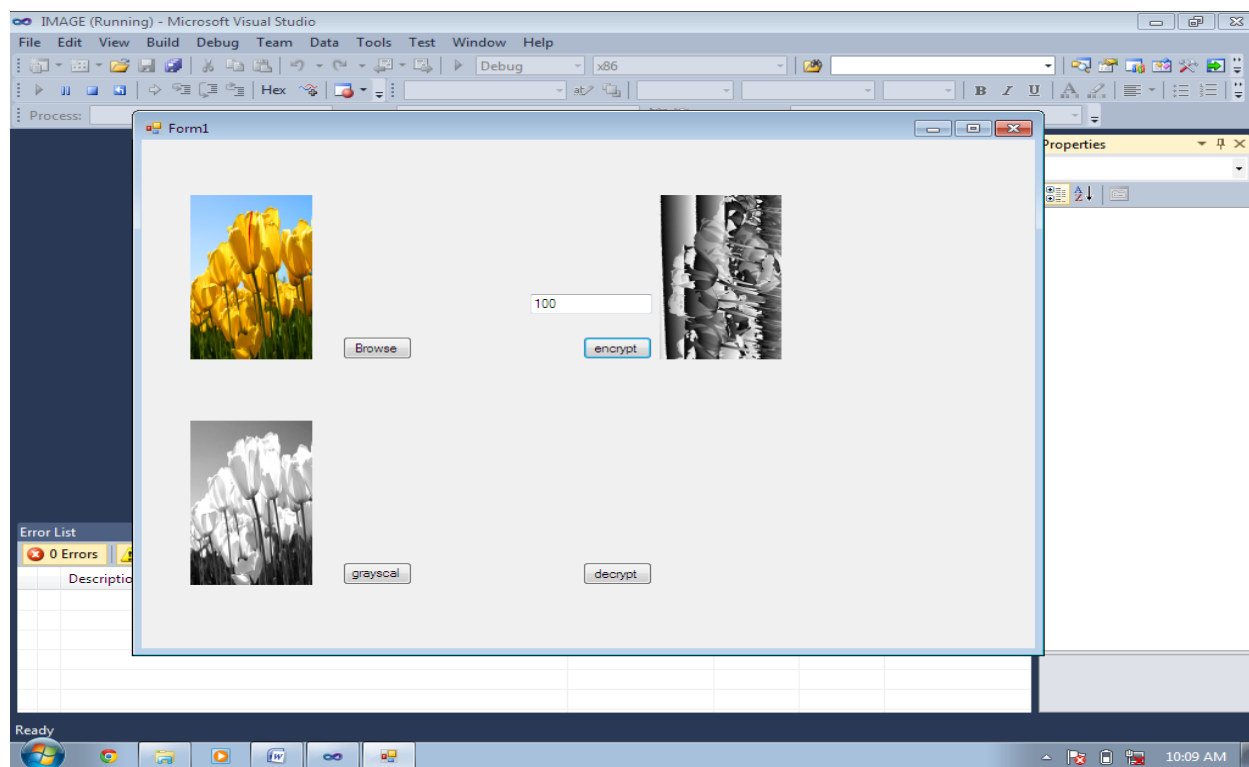 IMAGE (Running) - Microsoft Visual Studio
File Edit View Build Debug Team Data Tools Test Window Help
Debug x86
Hex
Process:
Form1
Properties
100
Browse
encrypt
grayscal
decrypt
Error List
0 Errors
Descriptio
Ready
10:09 AM